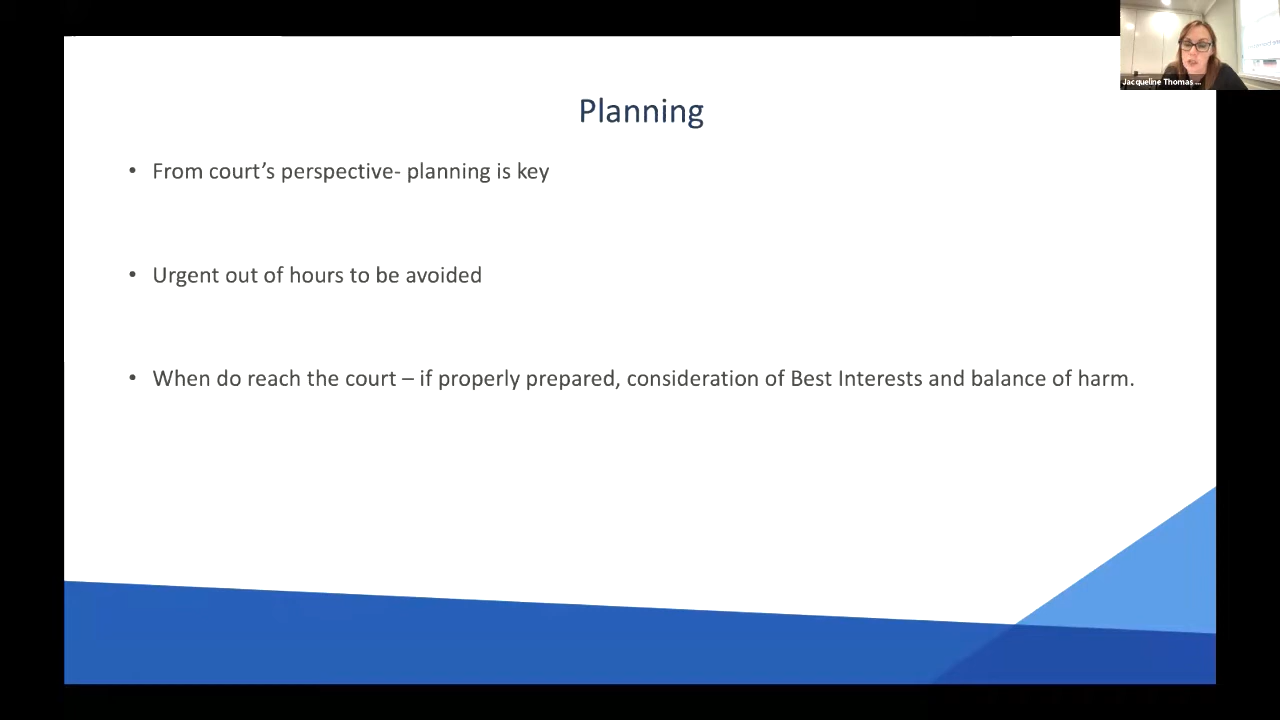 Planning
• From court’s perspective- planning is key
• Urgent out of hours to be avoided
• When do reach the court – if properly prepared, consideration of Best Interests and balance of harm.
Jacqueline Thomas ...